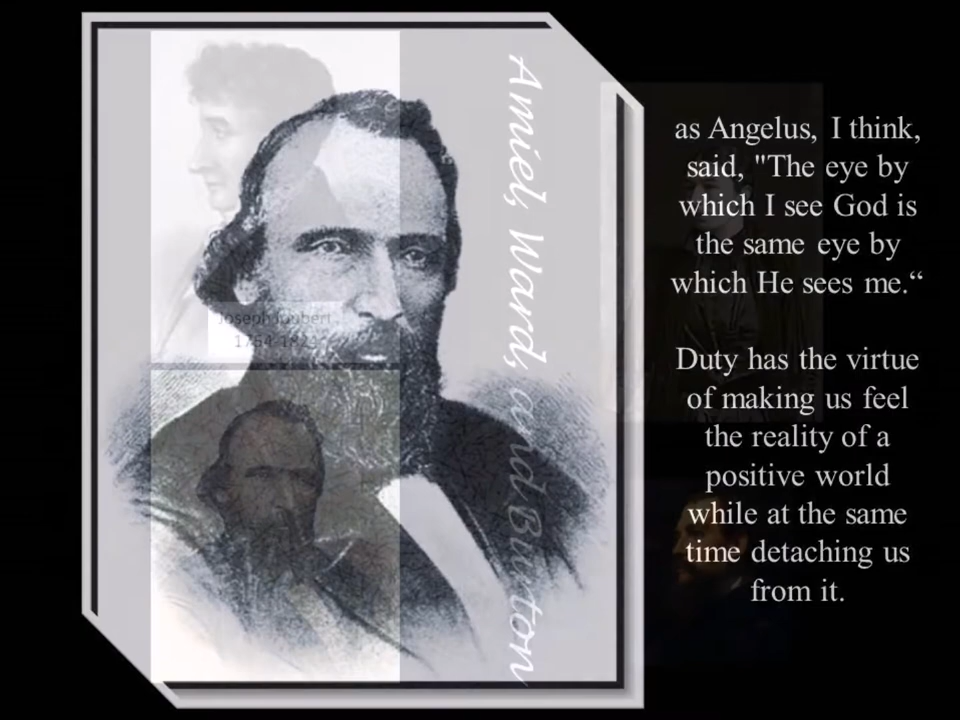 Amiel, Ward, and Burton
Joseph Joubert
as Angelus, I think,
said, "The eye by
which I see God is
the same eye by
which He sees me.“
Duty has the virtue
of making us feel
the reality of a
positive world
while at the same
time detaching us
from it.